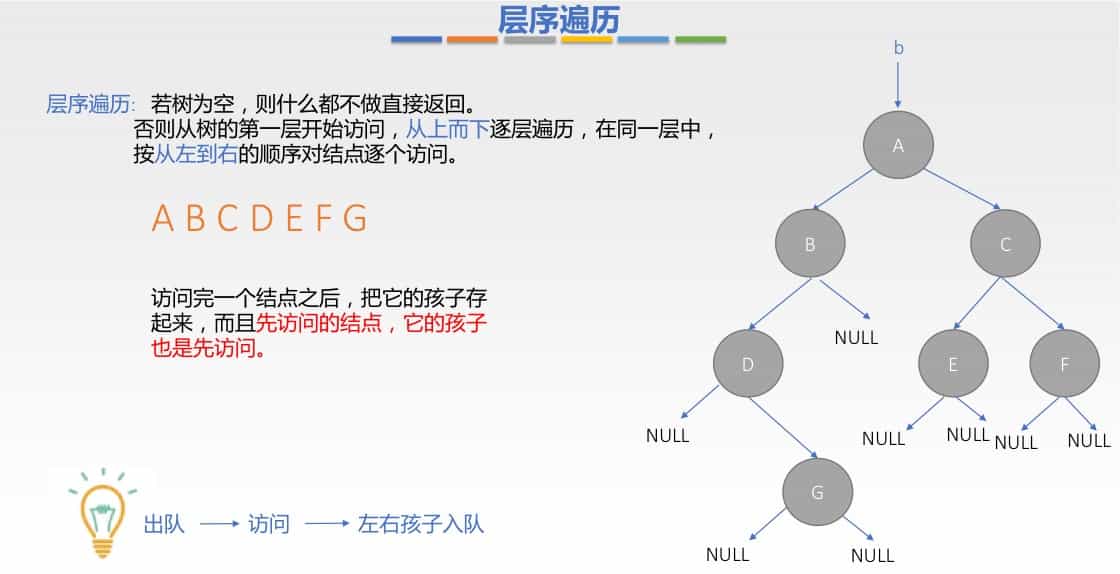 层序遍历
层序遍历: 若树为空，则什么都不做直接返回。
否则从树的第一层开始访问，从上而下逐层遍历，在同一层中，
按从左到右的顺序对结点逐个访问。
A B C D E F G
访问完一个结点之后，把它的孩子存
起来，而且先访问的结点，它的孩子
也是先访问。
出队 访问 左右孩子入队
b
A
B C
NULL
D E F
NULL NULL NULL NULL NULL
G
NULL NULL